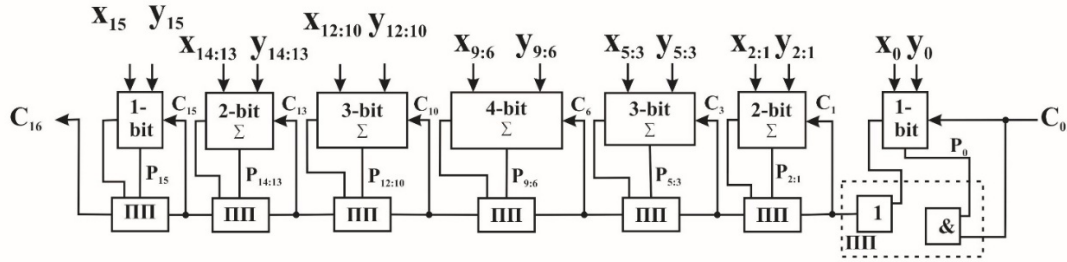 x15 y15
x14:13 y14:13
x12:10 y12:10
x9:6 y9:6
x5:3 y5:3
x2:1 y2:1
x0 y0
C16
1-bit
C15
2-bit Σ
C13
3-bit Σ
C10
4-bit Σ
C6
3-bit Σ
C3
2-bit Σ
C1
1-bit
C0
P15
P14:13
P12:10
P9:6
P5:3
P2:1
P0
ПП
ПП
ПП
ПП
ПП
ПП
1
&
ПП